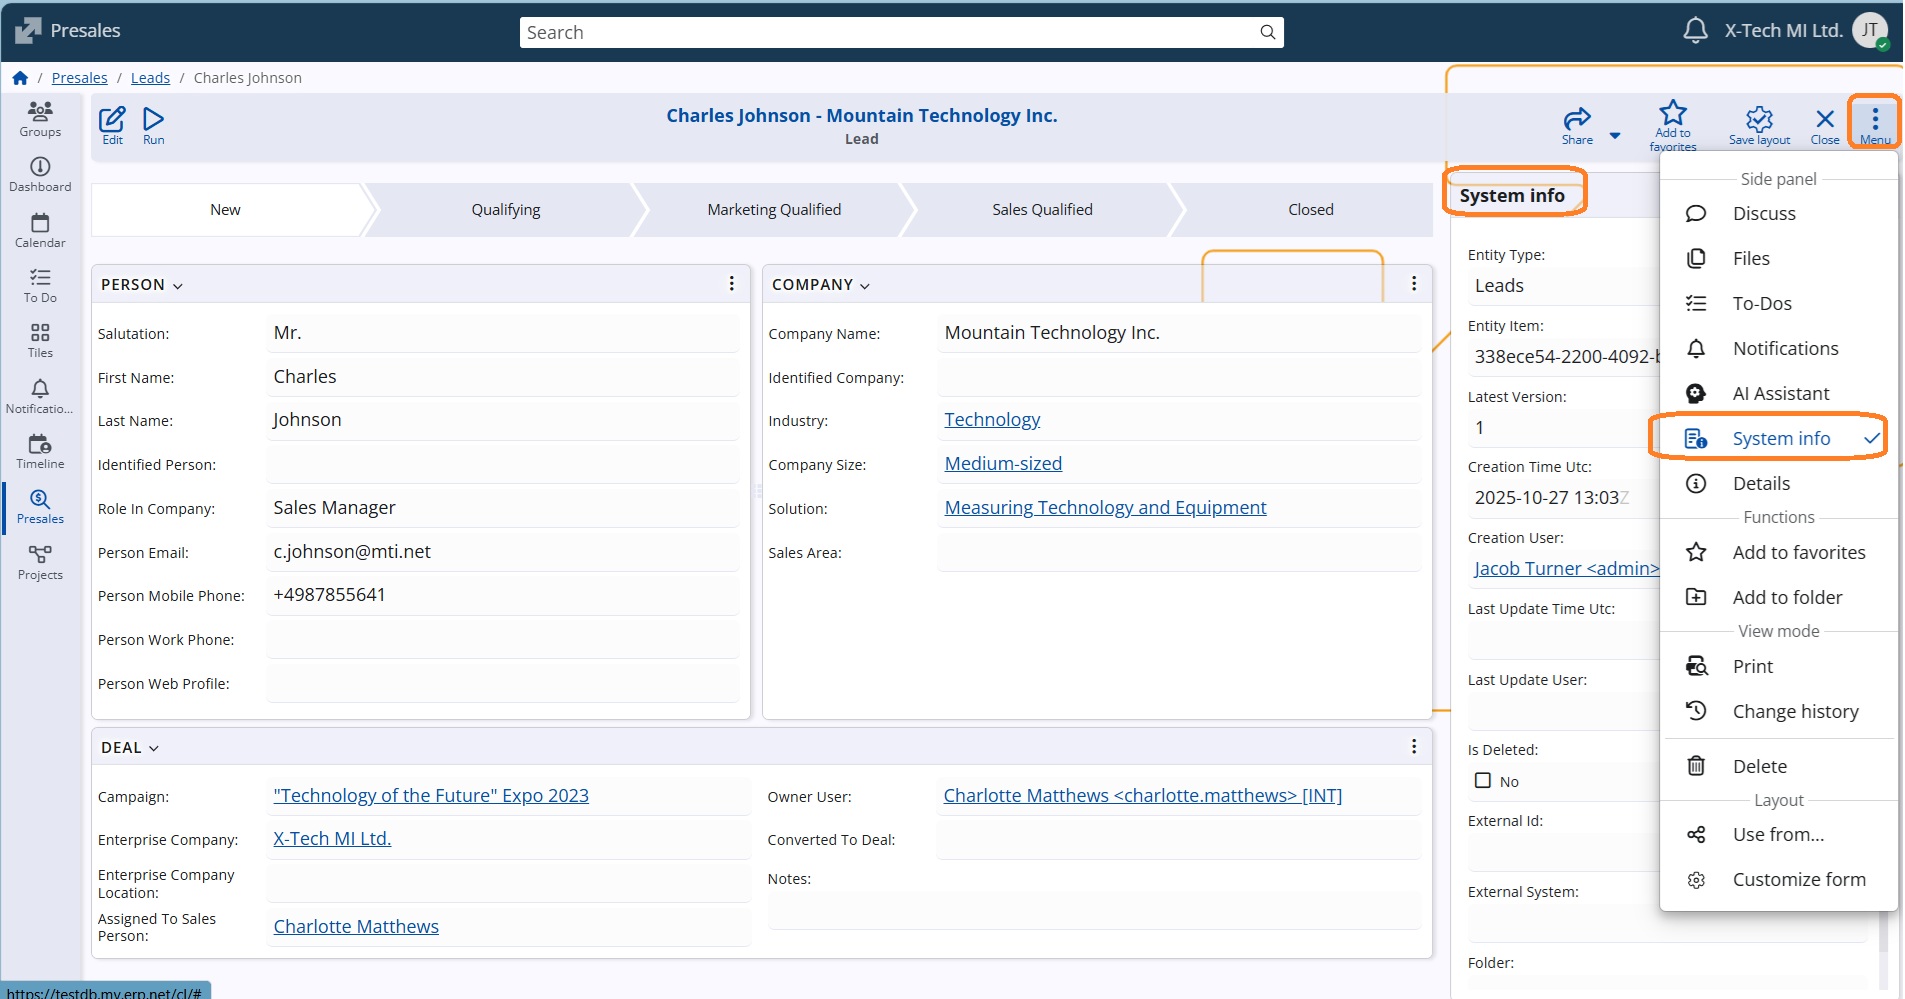 Presales
Search
X-Tech MI Ltd.
JT
/ Presales / Leads / Charles Johnson
Groups
Dashboard
Calendar
To Do
Tiles
Notificatio...
Timeline
Presales
Projects
Edit
Run
Charles Johnson - Mountain Technology Inc.
Lead
Share
Add to favorites
Save layout
Close
Menu
New
Qualifying
Marketing Qualified
Sales Qualified
Closed
PERSON
Salutation: Mr.
First Name: Charles
Last Name: Johnson
Identified Person:
Role In Company: Sales Manager
Person Email: c.johnson@mti.net
Person Mobile Phone: +4987855641
Person Work Phone:
Person Web Profile:
COMPANY
Company Name: Mountain Technology Inc.
Identified Company:
Industry: Technology
Company Size: Medium-sized
Solution: Measuring Technology and Equipment
Sales Area:
DEAL
Campaign: "Technology of the Future" Expo 2023
Enterprise Company: X-Tech MI Ltd.
Enterprise Company
Location:
Assigned To Sales
Person:
Charlotte Matthews
Owner User: Charlotte Matthews <charlotte.matthews> [INT]
Converted To Deal:
Notes:
System info
Entity Type:
Leads
Entity Item:
338ece54-2200-4092-
Latest Version:
1
Creation Time Utc:
2025-10-27 13:03Z
Creation User:
Jacob Turner <admin>
Last Update Time Utc:
Last Update User:
Is Deleted:
No
External Id:
External System:
Folder:
Side panel
Discuss
Files
To-Dos
Notifications
AI Assistant
System info
Details
Functions
Add to favorites
Add to folder
View mode
Print
Change history
Delete
Layout
Use from...
Customize form
https://testdb.my.erp.net/cl/#